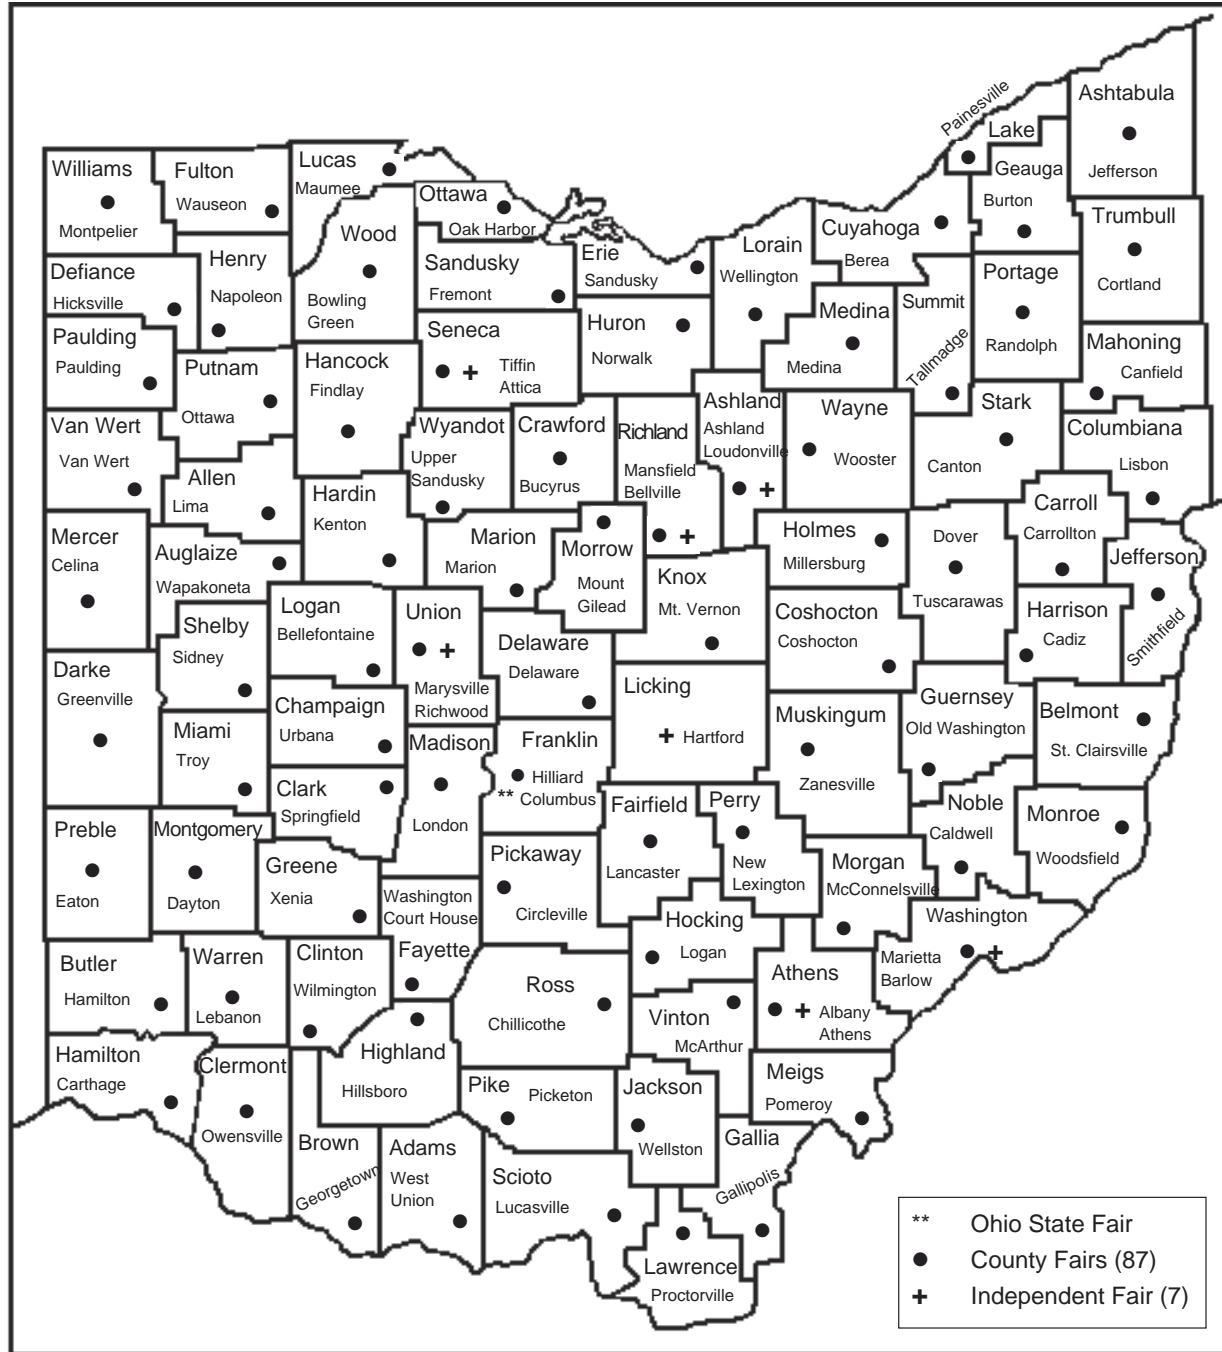 Painesville
Lake
Ashtabula
Jefferson
Geauga
Burton
Williams
Montpelier
Fulton
Wauseon
Lucas
Maumee
Ottawa
Oak Harbor
Wood
Bowling
Green
Henry
Napoleon
Defiance
Hicksville
Sandusky
Fremont
Erie
Sandusky
Lorain
Wellington
Cuyahoga
Berea
Trumbull
Cortland
Portage
Randolph
Summit
Tallmadge
Medina
Medina
Paulding
Paulding
Putnam
Ottawa
Hancock
Findlay
Seneca
+ Tiffin
Attica
Huron
Norwalk
Mahoning
Canfield
Van Wert
Van Wert
Allen
Lima
Wyandot
Upper
Sandusky
Crawford
Bucyrus
Richland
Mansfield
Bellville
+
Ashland
Ashland
Loudonville
+
Wayne
Wooster
Stark
Canton
Columbiana
Lisbon
Hardin
Kenton
Mercer
Celina
Auglaize
Wapakoneta
Marion
Marion
Morrow
Mount
Gilead
Knox
Mt. Vernon
Holmes
Millersburg
Dover
Tuscarawas
Carroll
Carrollton
Jefferson
Smithfield
Harrison
Cadiz
Coshocton
Coshocton
Logan
Bellefontaine
Union
+
Marysville
Richwood
Delaware
Delaware
Shelby
Sidney
Darke
Greenville
Miami
Troy
Champaign
Urbana
Licking
+ Hartford
Muskingum
Zanesville
Guernsey
Old Washington
Belmont
St. Clairsville
Clark
Springfield
Madison
London
Franklin
Hilliard
** Columbus
Fairfield
Lancaster
Perry
New
Lexington
Noble
Caldwell
Monroe
Woodsfield
Preble
Eaton
Montgomery
Dayton
Greene
Xenia
Washington
Court House
Fayette
Pickaway
Circleville
Morgan
McConnelsville
Washington
Marietta +
Barlow
Hocking
Logan
Athens
+ Albany
Athens
Butler
Hamilton
Warren
Lebanon
Clinton
Wilmington
Ross
Chillicothe
Vinton
McArthur
Highland
Hillsboro
Hamilton
Carthage
Clermont
Owensville
Brown
Georgetown
Adams
West
Union
Pike Picketon
Jackson
Wellston
Meigs
Pomeroy
Gallia
Gallipolis
Scioto
Lucasville
Lawrence
Proctorville
** Ohio State Fair
● County Fairs (87)
+ Independent Fair (7)